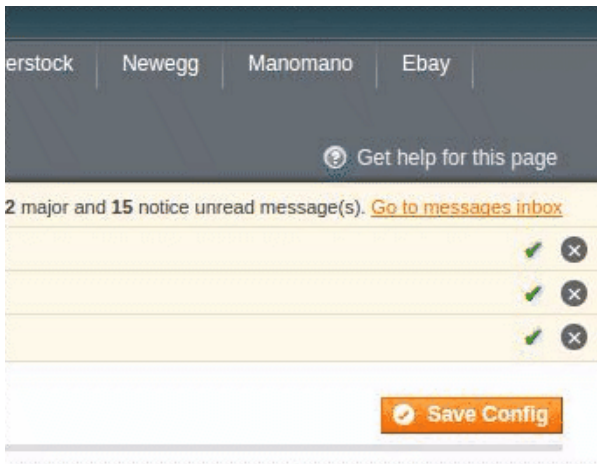 erstock Newegg Manomano Ebay
Get help for this page
2 major and 15 notice unread message(s). Go to messages inbox
Save Config